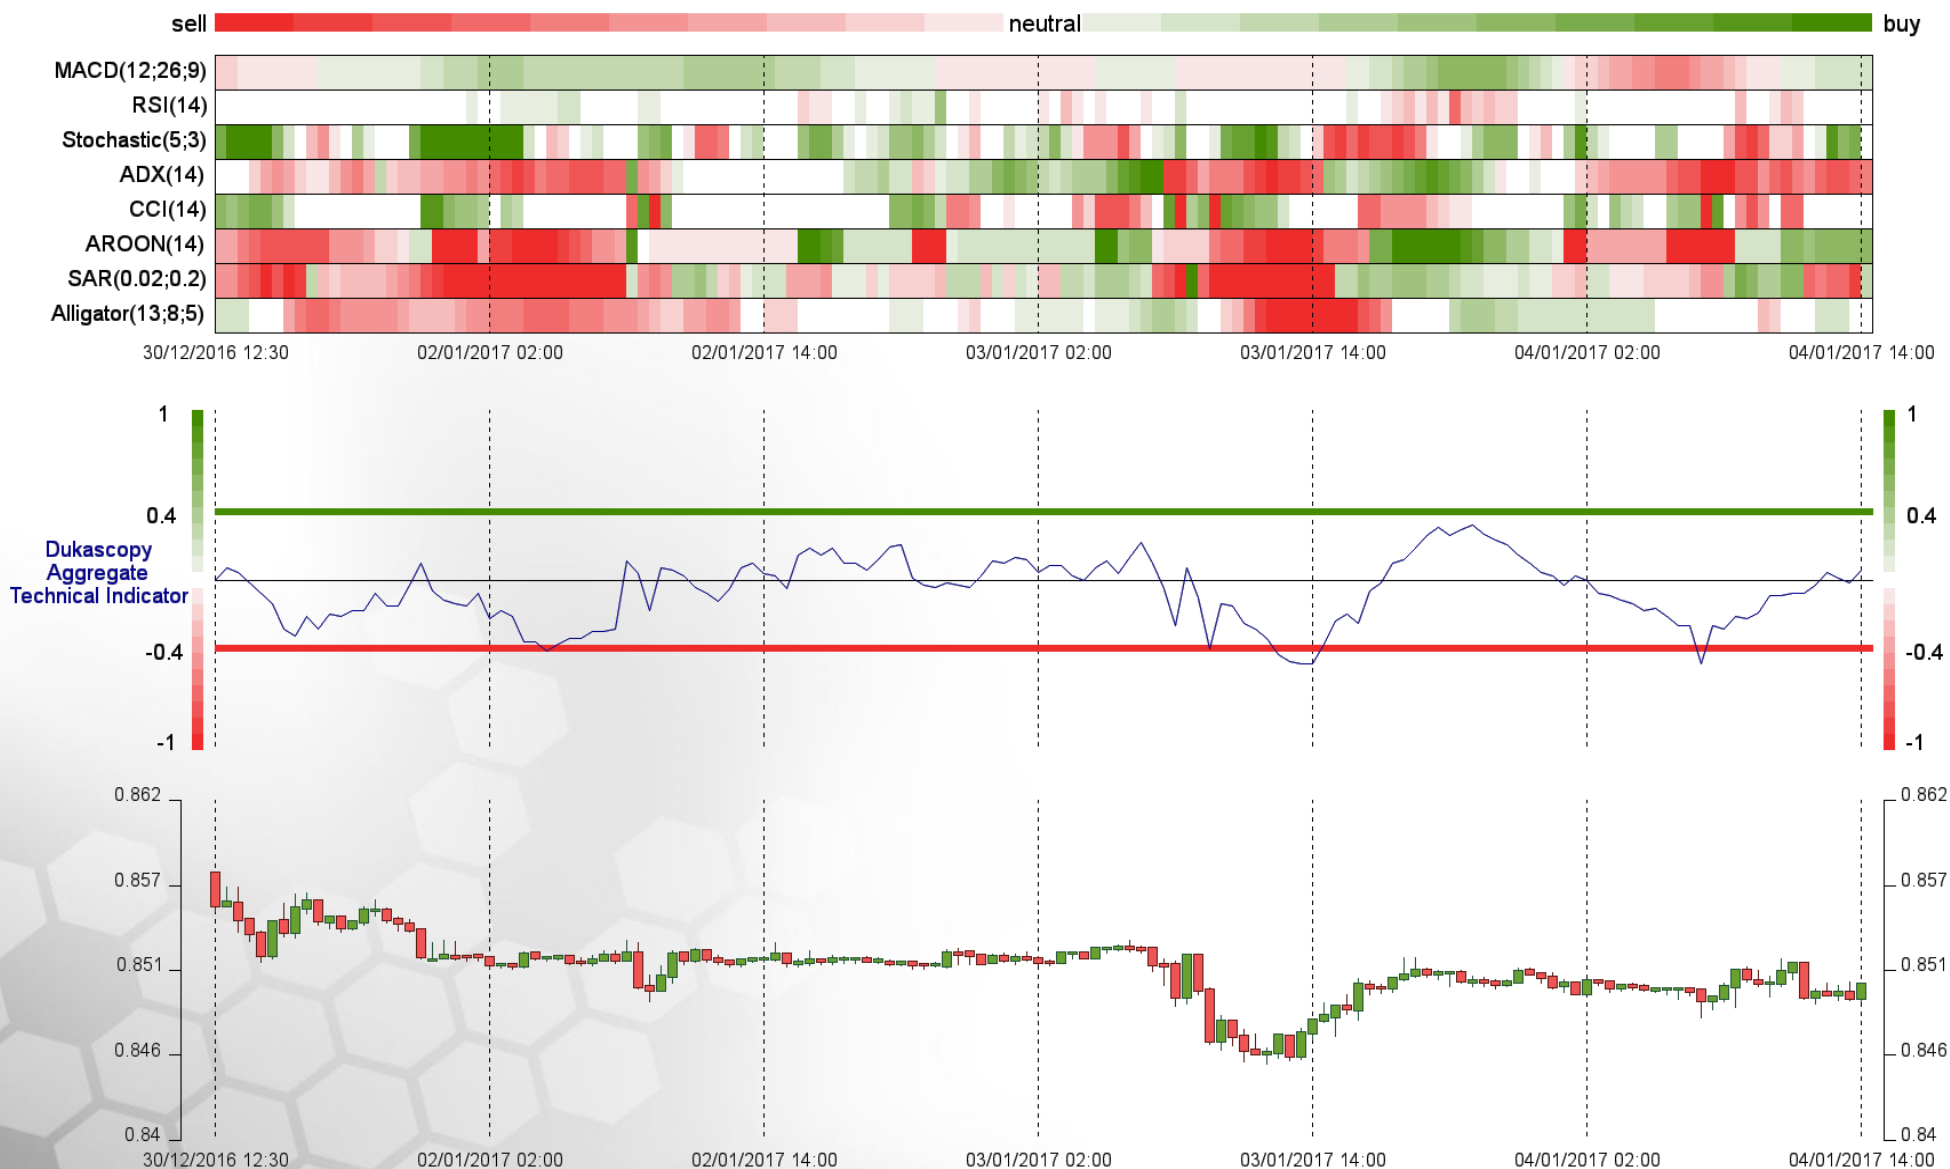 sell neutral buy
MACD(12;26;9)
RSI(14)
Stochastic(5;3)
ADX(14)
CCI(14)
AROON(14)
SAR(0.02;0.2)
Alligator(13;8;5)
30/12/2016 12:30 02/01/2017 02:00 02/01/2017 14:00 03/01/2017 02:00 03/01/2017 14:00 04/01/2017 02:00 04/01/2017 14:00
1 1
0.4 0.4
Dukascopy
Aggregate
Technical Indicator
-0.4 -0.4
-1 -1
0.862 0.862
0.857 0.857
0.851 0.851
0.846 0.846
0.84 0.84
30/12/2016 12:30 02/01/2017 02:00 02/01/2017 14:00 03/01/2017 02:00 03/01/2017 14:00 04/01/2017 02:00 04/01/2017 14:00